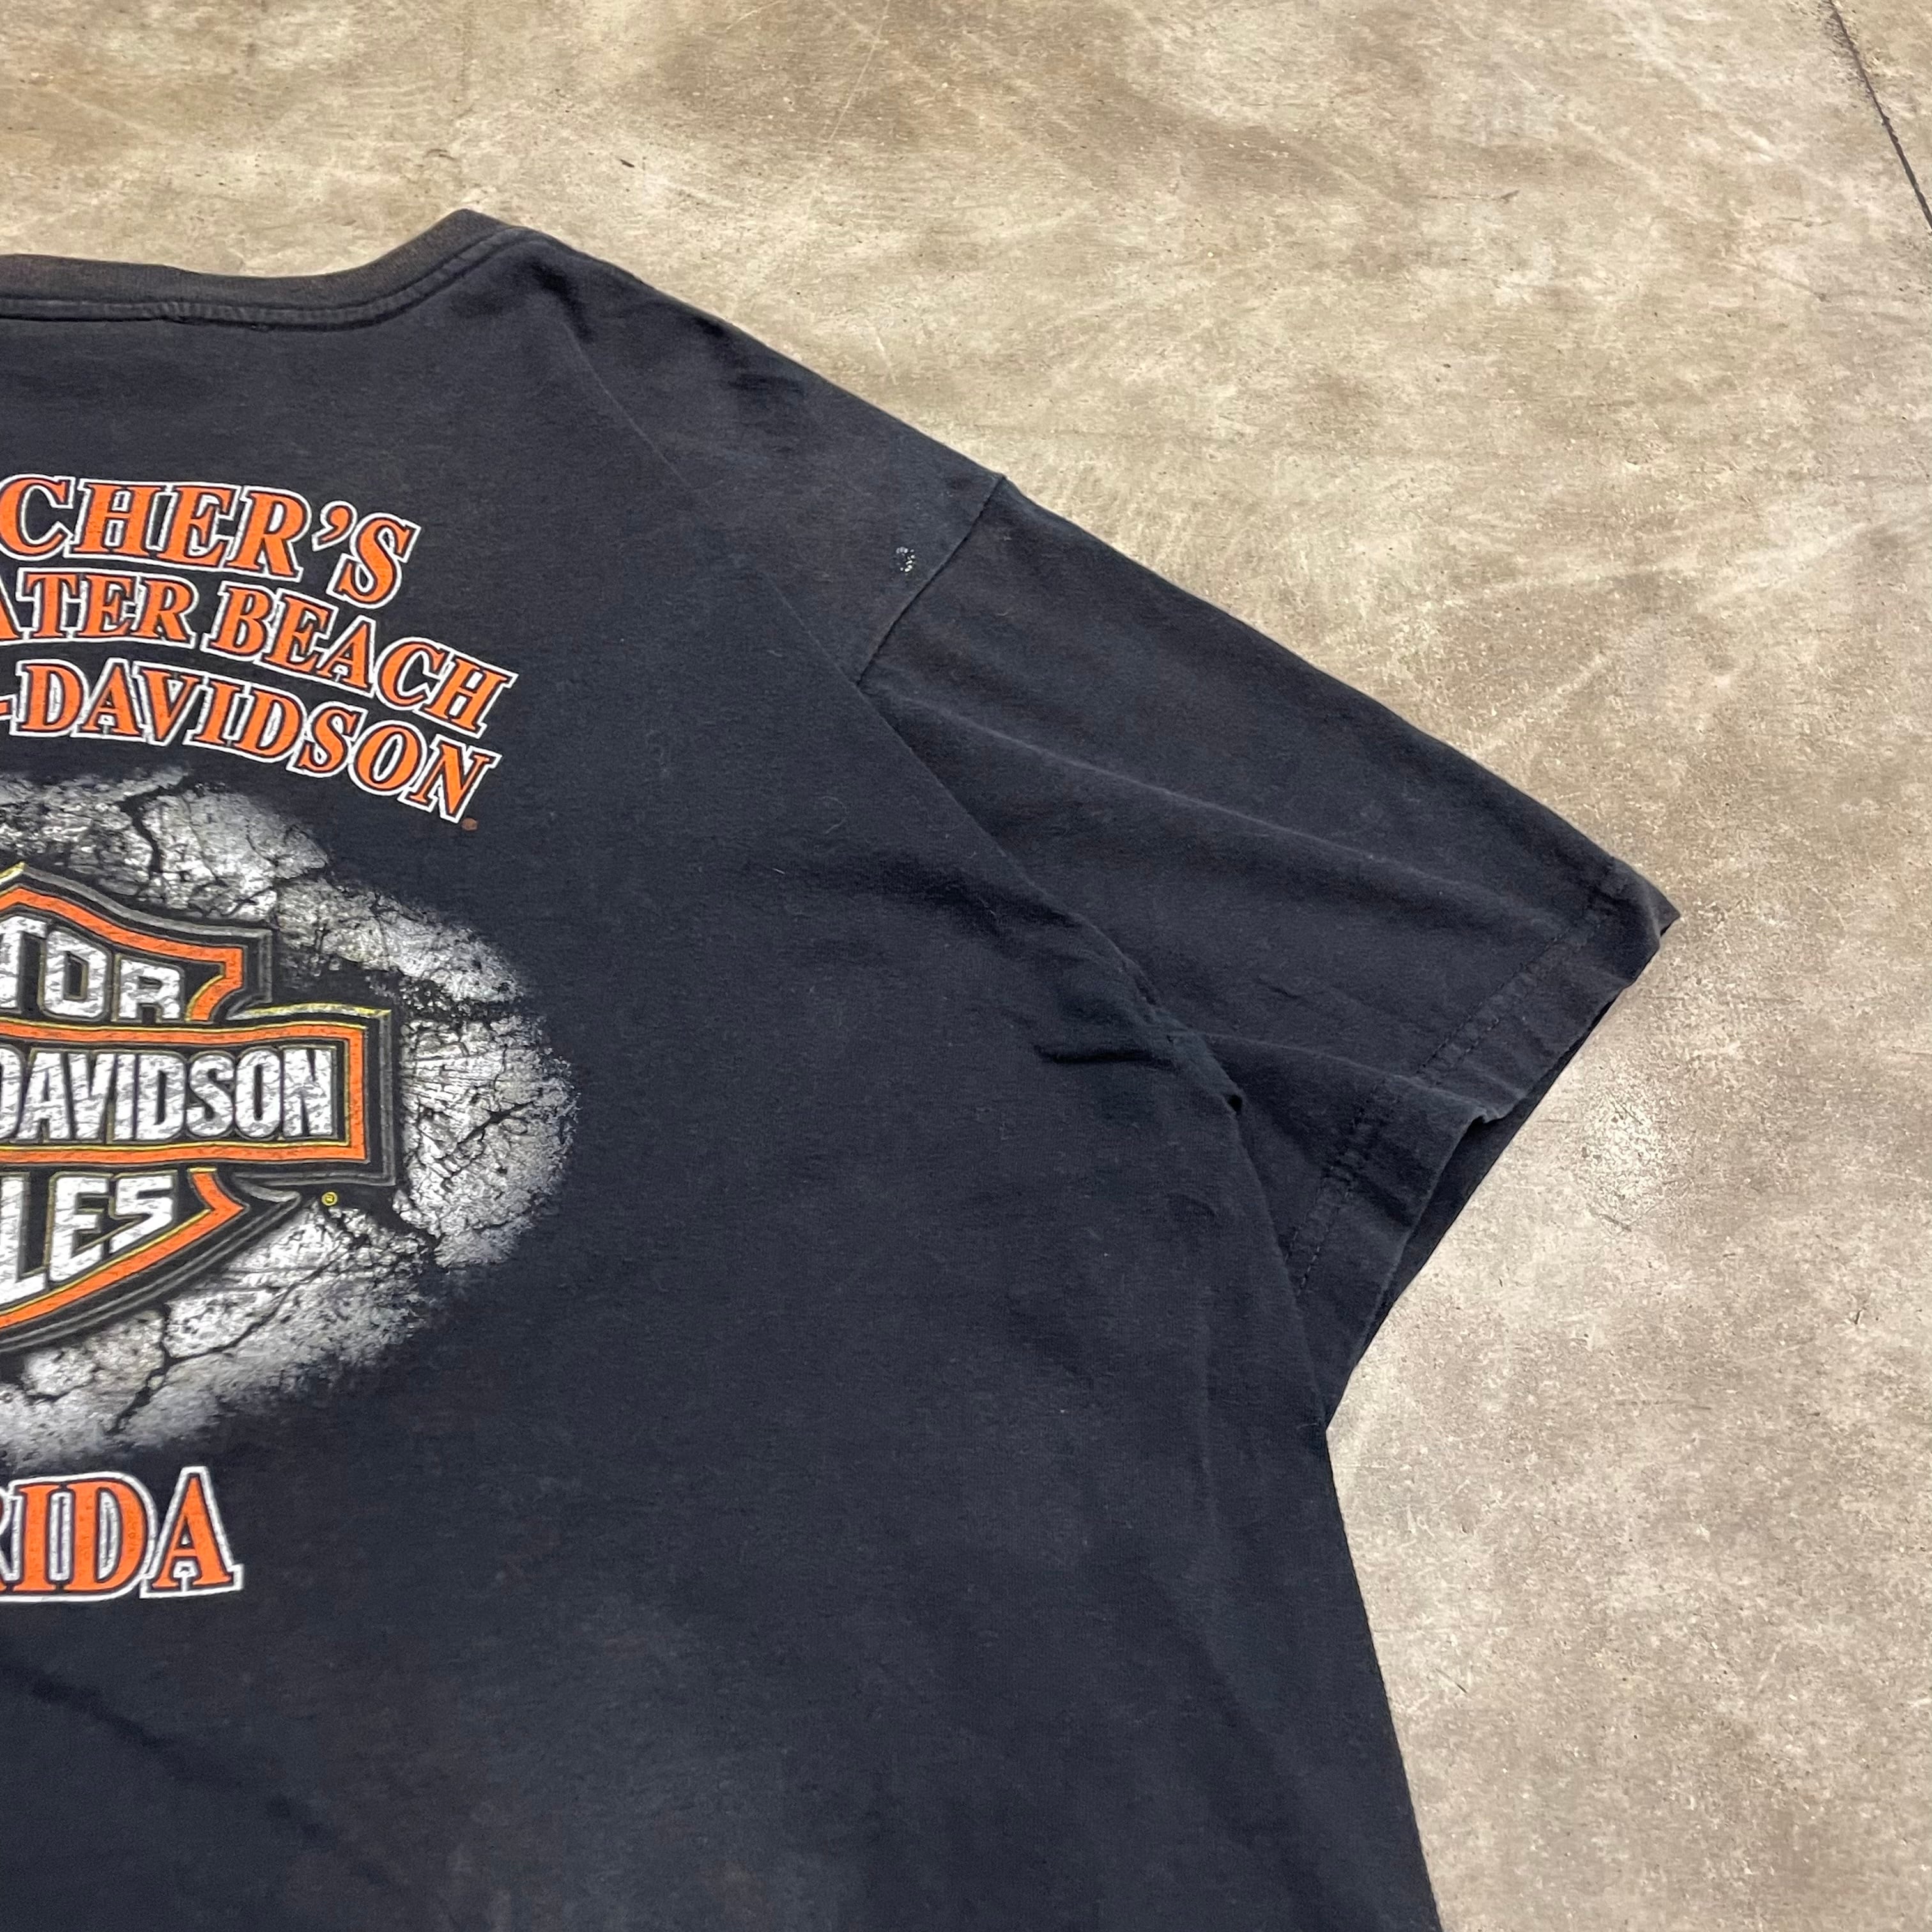 CHER'S
ATER BEACH
-DAVIDSON
TOR
DAVIDSON
LES
®
RIDA